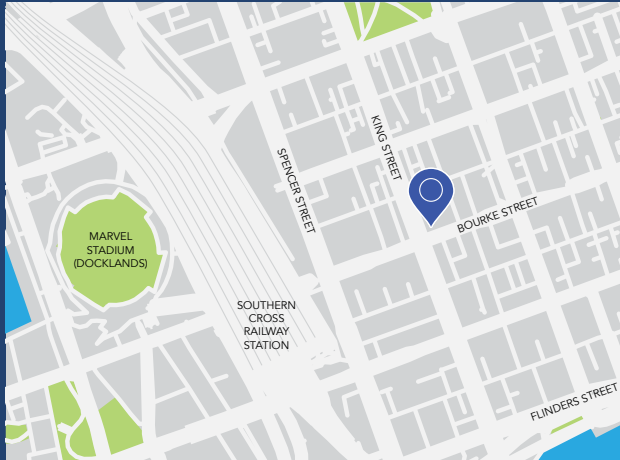 KING STREET
SPENCER STREET
BOURKE STREET
MARVEL
STADIUM
(DOCKLANDS)
SOUTHERN
CROSS
RAILWAY
STATION
FLINDERS STREET